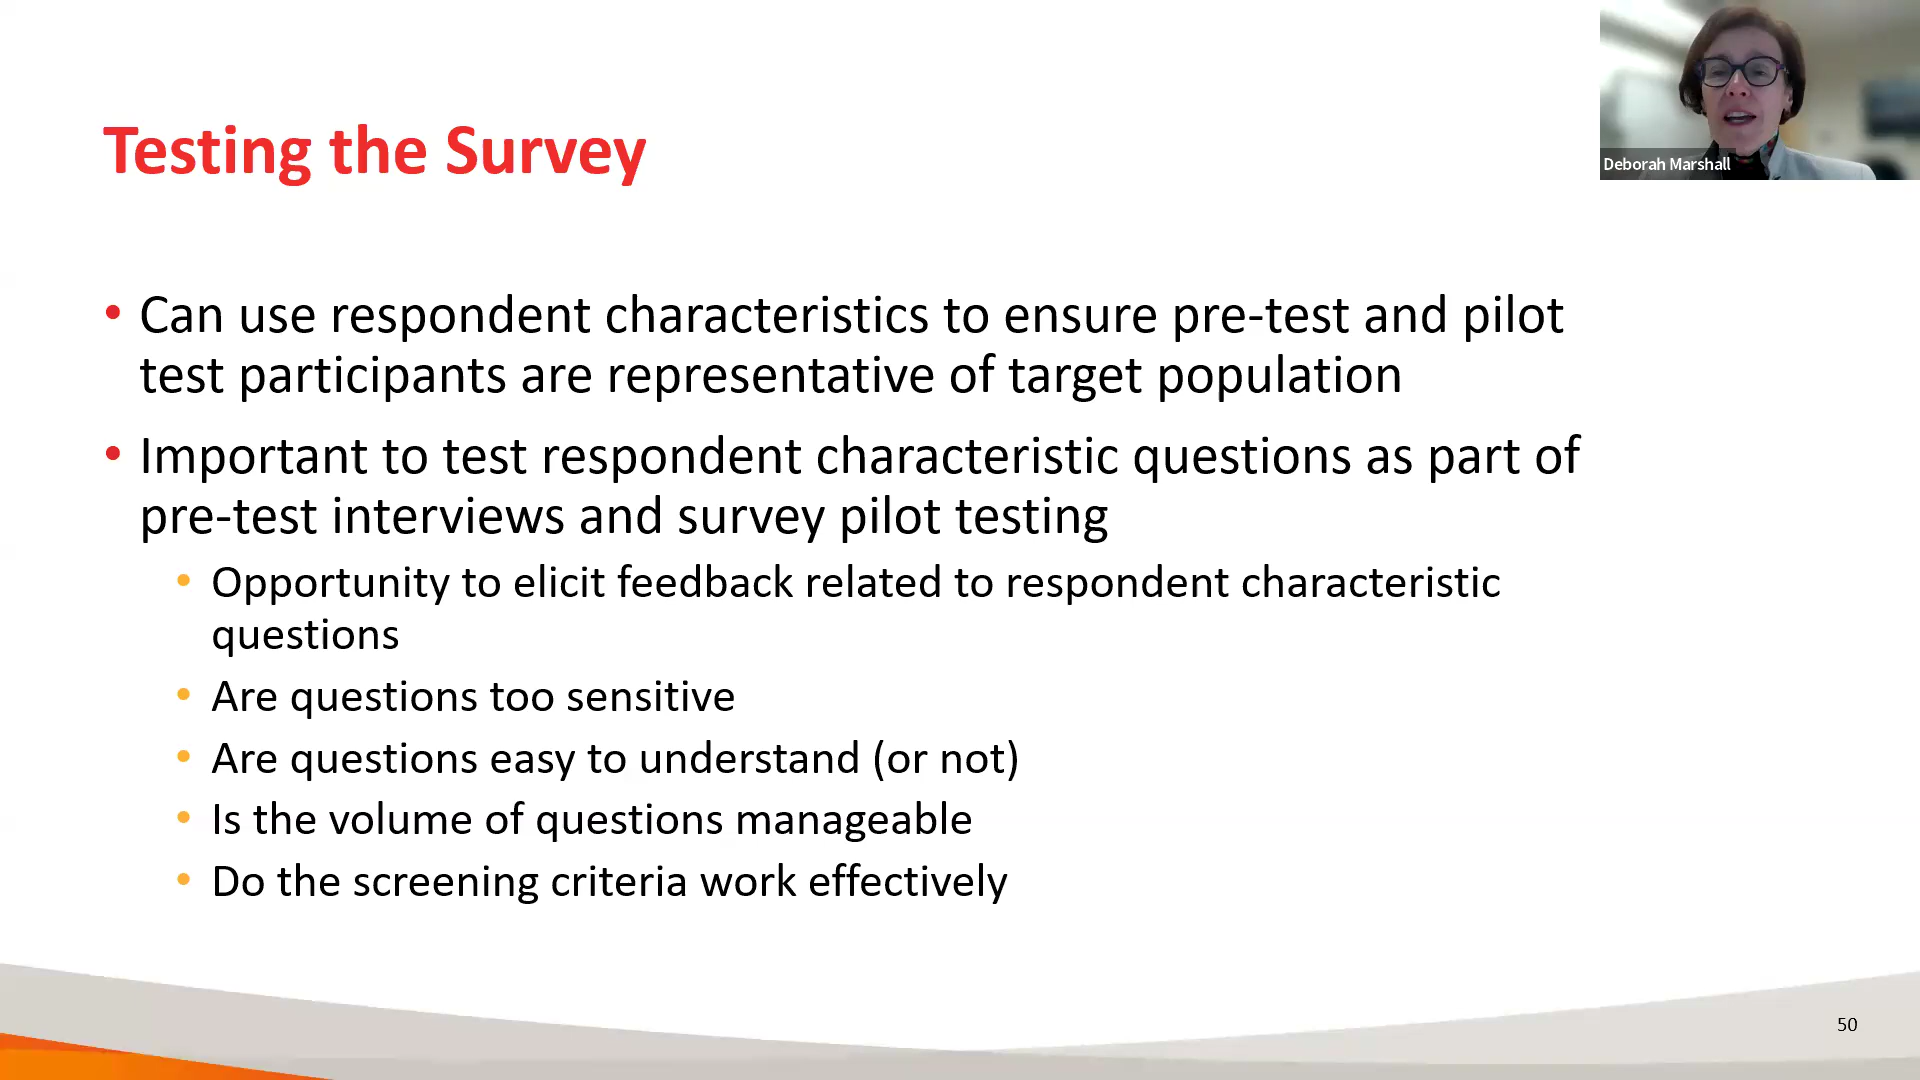 Deborah Marshall
Testing the Survey
• Can use respondent characteristics to ensure pre-test and pilot
test participants are representative of target population
• Important to test respondent characteristic questions as part of
pre-test interviews and survey pilot testing
• Opportunity to elicit feedback related to respondent characteristic
questions
• Are questions too sensitive
• Are questions easy to understand (or not)
• Is the volume of questions manageable
• Do the screening criteria work effectively
50